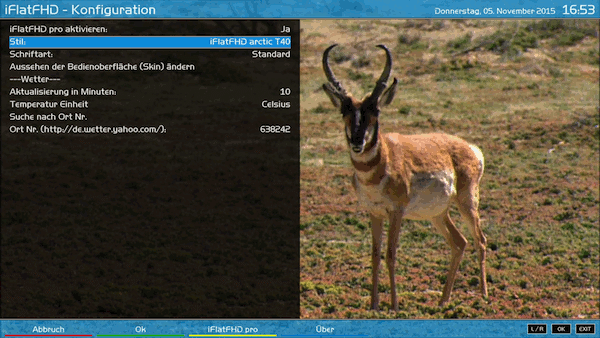 iFlatFHD - Konfiguration
Donnerstag, 05. November 2015 16:53
iFlatFHD pro aktivieren: Ja
Stil: iFlatFHD arctic T40
Schriftart: Standard
Aussehen der Bedienoberfläche (Skin) ändern
---Wetter---
Aktualisierung in Minuten: 10
Temperatur Einheit Celsius
Suche nach Ort Nr.
Ort Nr. (http://de.wetter.yahoo.com/): 638242
Abbruch Ok iFlatFHD pro Über L/R OK EXIT